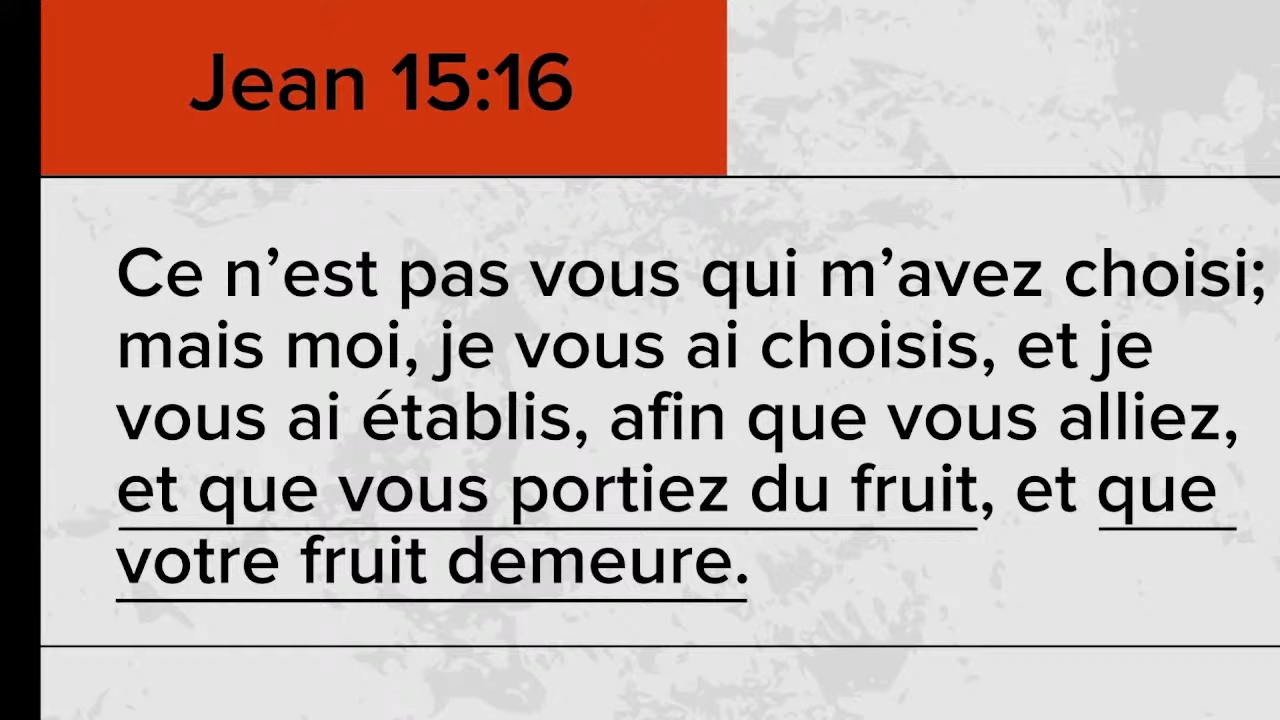 Jean 15:16
Ce n’est pas vous qui m’avez choisi;
mais moi, je vous ai choisis, et je
vous ai établis, afin que vous alliez,
et que vous portiez du fruit, et que
votre fruit demeure.